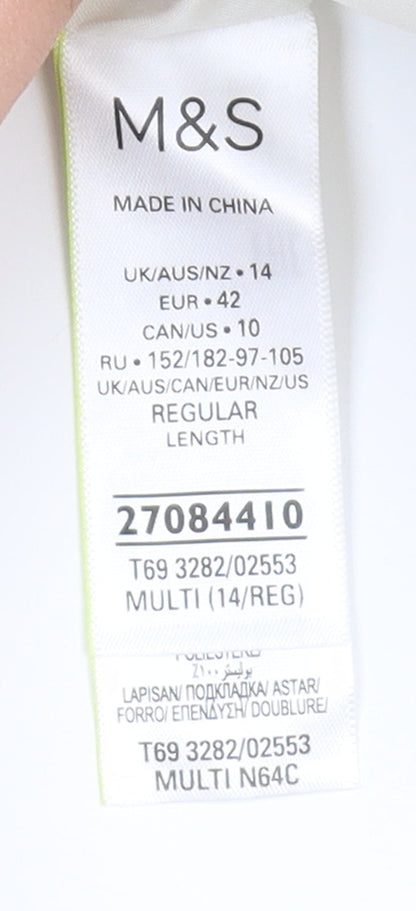 M&S
MADE IN CHINA
UK/AUS/NZ • 14
EUR • 42
CAN/US • 10
RU • 152/182-97-105
UK/AUS/CAN/EUR/NZ/US
REGULAR
LENGTH
27084410
T69 3282/02553
MULTI (14/REG)
بوليستر ١٠٠٪
LAPISAN/ ПОДКЛАДКА/ ASTAR/
FORRO/ ΕΠΕΝΔΥΣΗ/ DOUBLURE/
T69 3282/02553
MULTI N64C